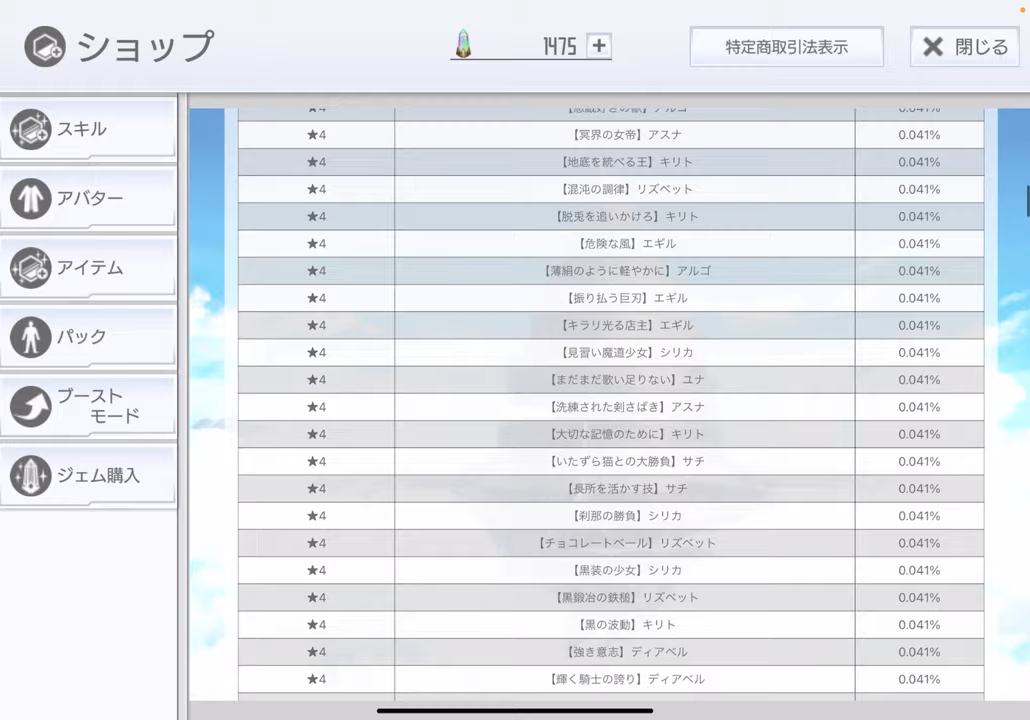 ショップ
1475
特定商取引法表示
閉じる
スキル
アバター
アイテム
パック
ブースト
モード
ジェム購入
★4 アルゴ 0.041%
★4 【冥界の女帝】アスナ 0.041%
★4 【地底を統べる王】キリト 0.041%
★4 【混沌の調律】リズベット 0.041%
★4 【脱兎を追いかけろ】キリト 0.041%
★4 【危険な風】エギル 0.041%
★4 【薄絹のように軽やかに】アルゴ 0.041%
★4 【振り払う巨刃】エギル 0.041%
★4 【キラリ光る店主】エギル 0.041%
★4 【見習い魔道少女】シリカ 0.041%
★4 【まだまだ歌い足りない】ユナ 0.041%
★4 【洗練された剣さばき】アスナ 0.041%
★4 【大切な記憶のために】キリト 0.041%
★4 【いたずら猫との大勝負】サチ 0.041%
★4 【長所を活かす技】サチ 0.041%
★4 【刹那の勝負】シリカ 0.041%
★4 【チョコレートベール】リズベット 0.041%
★4 【黒装の少女】シリカ 0.041%
★4 【黒鍛冶の鉄槌】リズベット 0.041%
★4 【黒の波動】キリト 0.041%
★4 【強き意志】ディアベル 0.041%
★4 【輝く騎士の誇り】ディアベル 0.041%